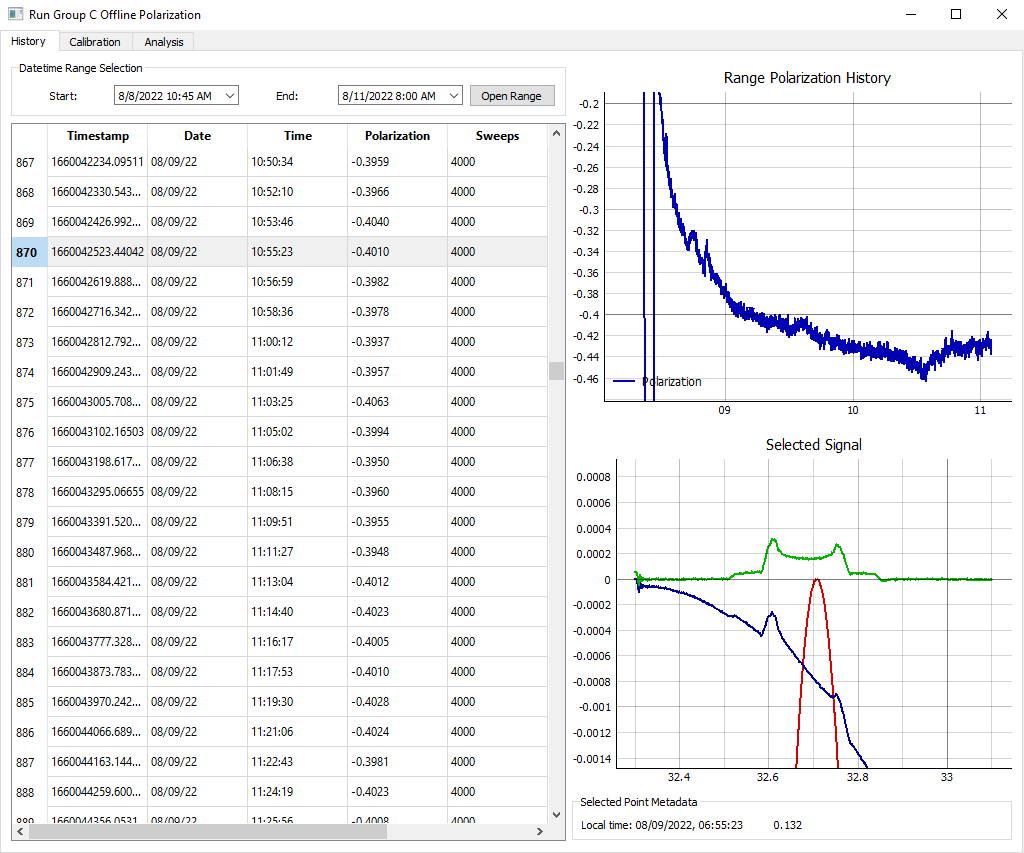 Run Group C Offline Polarization
History Calibration Analysis
Datetime Range Selection
Start: 8/8/2022 10:45 AM End: 8/11/2022 8:00 AM Open Range
Timestamp Date Time Polarization Sweeps
867 1660042234.09511 08/09/22 10:50:34 -0.3959 4000
868 1660042330.543... 08/09/22 10:52:10 -0.3966 4000
869 1660042426.992... 08/09/22 10:53:46 -0.4040 4000
870 1660042523.44042 08/09/22 10:55:23 -0.4010 4000
871 1660042619.888... 08/09/22 10:56:59 -0.3982 4000
872 1660042716.342... 08/09/22 10:58:36 -0.3978 4000
873 1660042812.792... 08/09/22 11:00:12 -0.3937 4000
874 1660042909.243... 08/09/22 11:01:49 -0.3957 4000
875 1660043005.708... 08/09/22 11:03:25 -0.4063 4000
876 1660043102.16503 08/09/22 11:05:02 -0.3994 4000
877 1660043198.617... 08/09/22 11:06:38 -0.3950 4000
878 1660043295.06655 08/09/22 11:08:15 -0.3960 4000
879 1660043391.520... 08/09/22 11:09:51 -0.3955 4000
880 1660043487.968... 08/09/22 11:11:27 -0.3948 4000
881 1660043584.421... 08/09/22 11:13:04 -0.4012 4000
882 1660043680.871... 08/09/22 11:14:40 -0.4023 4000
883 1660043777.328... 08/09/22 11:16:17 -0.4005 4000
884 1660043873.783... 08/09/22 11:17:53 -0.4010 4000
885 1660043970.242... 08/09/22 11:19:30 -0.4028 4000
886 1660044066.689... 08/09/22 11:21:06 -0.4024 4000
887 1660044163.144... 08/09/22 11:22:43 -0.3981 4000
888 1660044259.600... 08/09/22 11:24:19 -0.4023 4000
889 1660044356.0531 08/09/22 11:25:56 -0.4008 4000
Range Polarization History
-0.2
-0.22
-0.24
-0.26
-0.28
-0.3
-0.32
-0.34
-0.36
-0.38
-0.4
-0.42
-0.44
-0.46
Polarization
09 10 11
Selected Signal
0.0008
0.0006
0.0004
0.0002
0
-0.0002
-0.0004
-0.0006
-0.0008
-0.001
-0.0012
-0.0014
32.4 32.6 32.8 33
Selected Point Metadata
Local time: 08/09/2022, 06:55:23 0.132